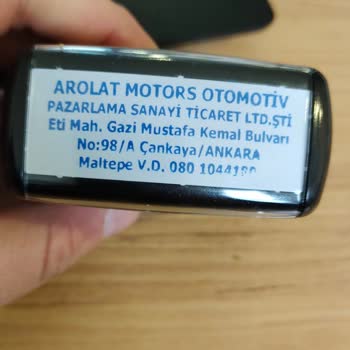 AROLAT MOTORS OTOMOTİV
PAZARLAMA SANAYİ TİCARET LTD.ŞTİ
Eti Mah. Gazi Mustafa Kemal Bulvarı
No:98/A Çankaya/ANKARA
Maltepe V.D. 080